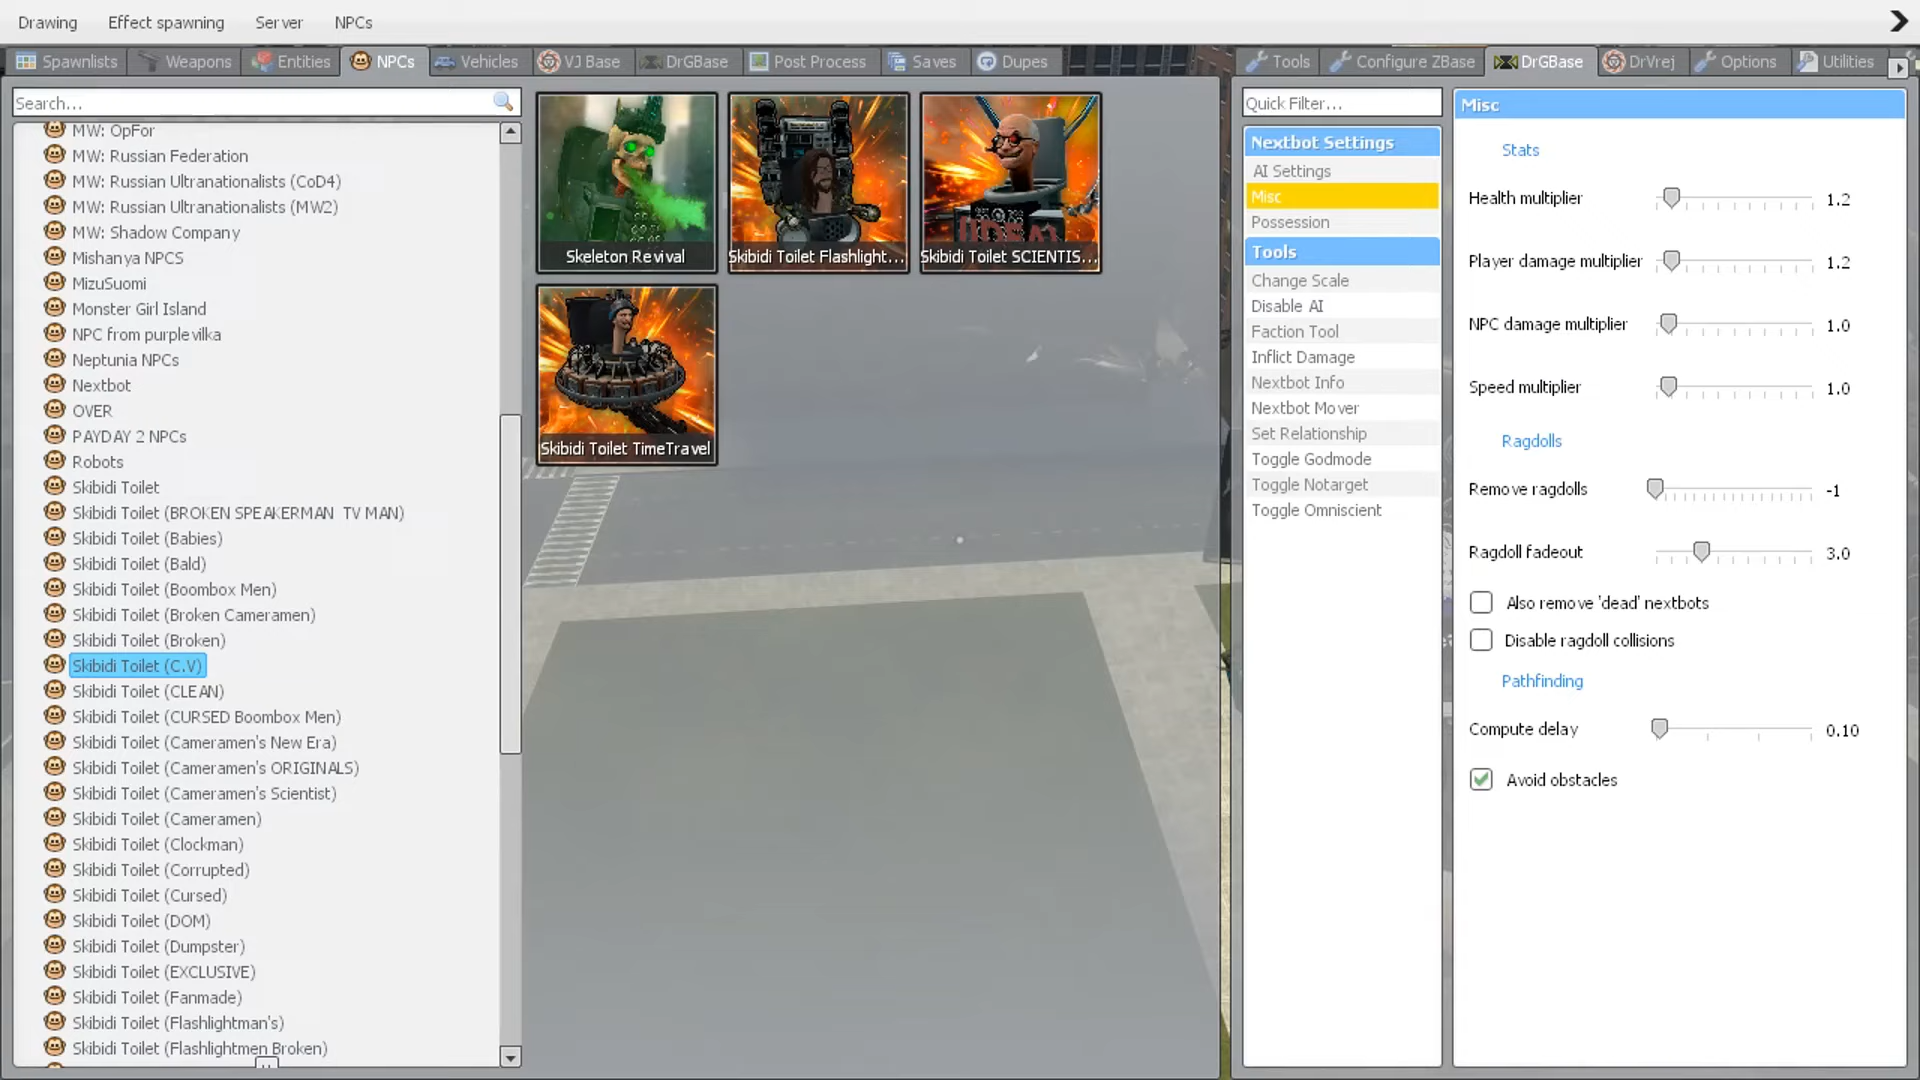 Drawing
Effect spawning
Server
NPCs
Spawnlists
Weapons
Entities
NPCs
Vehicles
VJ Base
DrGBase
Post Process
Saves
Dupes
Tools
Configure ZBase
DrGBase
DrVrej
Options
Utilities
Search...
MW: OpFor
MW: Russian Federation
MW: Russian Ultranationalists (CoD4)
MW: Russian Ultranationalists (MW2)
MW: Shadow Company
Mishanya NPCS
MizuSuomi
Monster Girl Island
NPC from purplevilka
Neptunia NPCs
Nextbot
OVER
PAYDAY 2 NPCs
Robots
Skibidi Toilet
Skibidi Toilet (BROKEN SPEAKERMAN TV MAN)
Skibidi Toilet (Babies)
Skibidi Toilet (Bald)
Skibidi Toilet (Boombox Men)
Skibidi Toilet (Broken Cameramen)
Skibidi Toilet (Broken)
Skibidi Toilet (C.V)
Skibidi Toilet (CLEAN)
Skibidi Toilet (CURSED Boombox Men)
Skibidi Toilet (Cameramen's New Era)
Skibidi Toilet (Cameramen's ORIGINALS)
Skibidi Toilet (Cameramen's Scientist)
Skibidi Toilet (Cameramen)
Skibidi Toilet (Clockman)
Skibidi Toilet (Corrupted)
Skibidi Toilet (Cursed)
Skibidi Toilet (DOM)
Skibidi Toilet (Dumpster)
Skibidi Toilet (EXCLUSIVE)
Skibidi Toilet (Fanmade)
Skibidi Toilet (Flashlightman's)
Skibidi Toilet (Flashlightmen Broken)
Skeleton Revival
Skibidi Toilet Flashlight...
Skibidi Toilet SCIENTIS...
Skibidi Toilet TimeTravel
Quick Filter...
Nextbot Settings
AI Settings
Misc
Possession
Tools
Change Scale
Disable AI
Faction Tool
Inflict Damage
Nextbot Info
Nextbot Mover
Set Relationship
Toggle Godmode
Toggle Notarget
Toggle Omniscient
Misc
Stats
Health multiplier 1.2
Player damage multiplier 1.2
NPC damage multiplier 1.0
Speed multiplier 1.0
Ragdolls
Remove ragdolls -1
Ragdoll fadeout 3.0
Also remove 'dead' nextbots
Disable ragdoll collisions
Pathfinding
Compute delay 0.10
Avoid obstacles